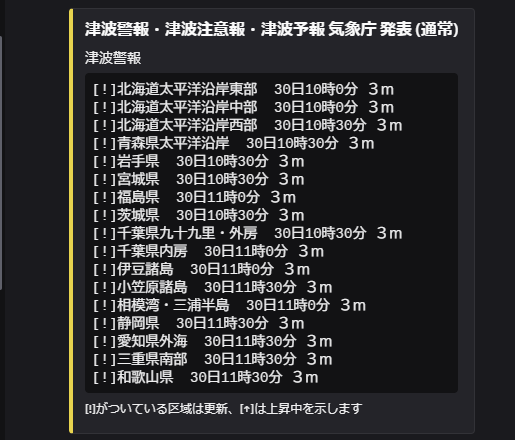 津波警報・津波注意報・津波予報 気象庁 発表 (通常)
津波警報
[!]北海道太平洋沿岸東部　30日10時0分 ３ｍ
[!]北海道太平洋沿岸中部　30日10時0分 ３ｍ
[!]北海道太平洋沿岸西部　30日10時30分 ３ｍ
[!]青森県太平洋沿岸　30日10時30分 ３ｍ
[!]岩手県　30日10時30分 ３ｍ
[!]宮城県　30日10時30分 ３ｍ
[!]福島県　30日11時0分 ３ｍ
[!]茨城県　30日10時30分 ３ｍ
[!]千葉県九十九里・外房　30日10時30分 ３ｍ
[!]千葉県内房　30日11時0分 ３ｍ
[!]伊豆諸島　30日11時0分 ３ｍ
[!]小笠原諸島　30日11時30分 ３ｍ
[!]相模湾・三浦半島　30日11時0分 ３ｍ
[!]静岡県　30日11時30分 ３ｍ
[!]愛知県外海　30日11時30分 ３ｍ
[!]三重県南部　30日11時30分 ３ｍ
[!]和歌山県　30日11時30分 ３ｍ
[!]がついている区域は更新、[↑]は上昇中を示します